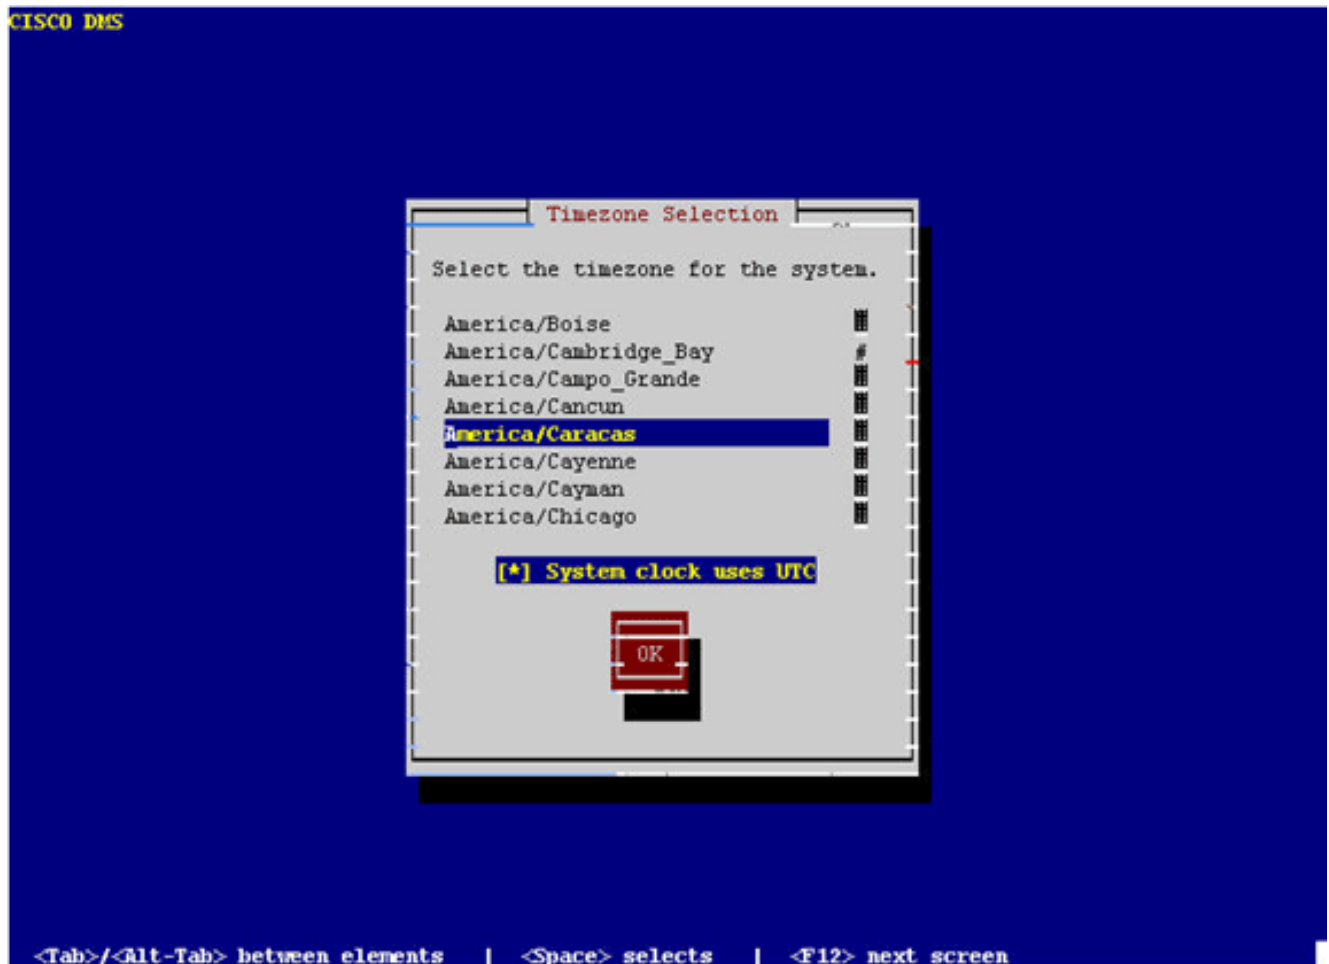 CISCO DMS
Timezone Selection
Select the timezone for the system.
America/Boise
America/Cambridge_Bay #
America/Campo_Grande
America/Cancun
America/Caracas
America/Cayenne
America/Cayman
America/Chicago
[*] System clock uses UTC
OK
<Tab>/<Alt-Tab> between elements | <Space> selects | <F12> next screen